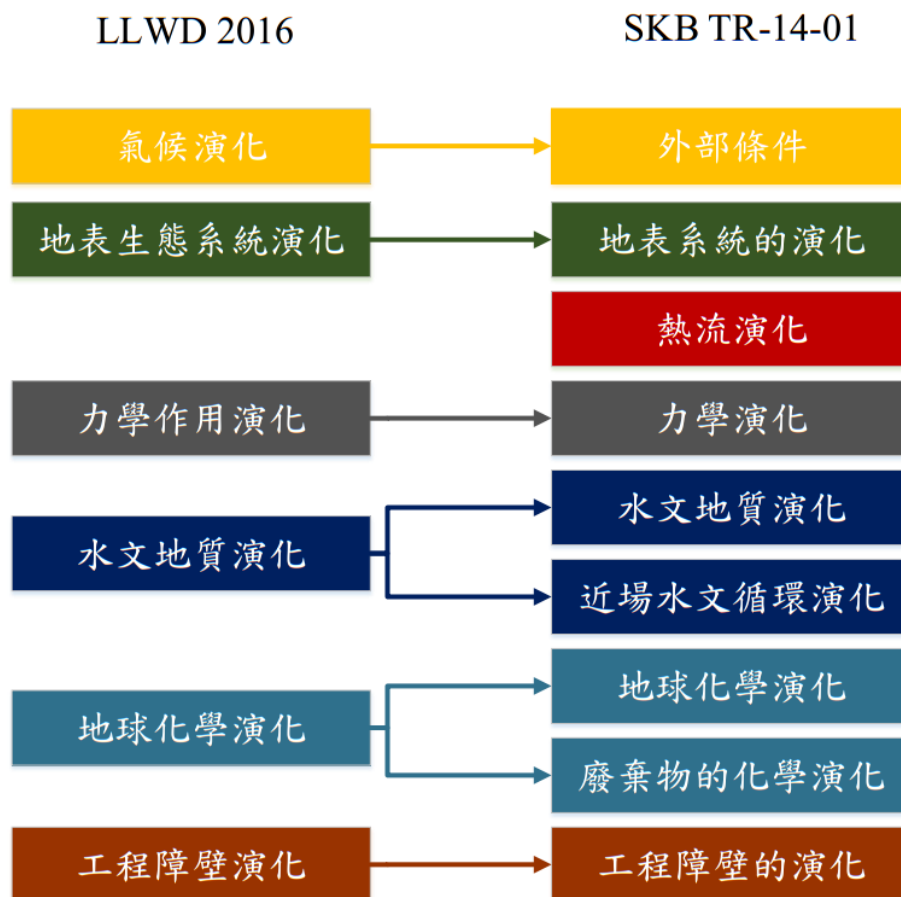 LLWD 2016
SKB TR-14-01
氣候演化
外部條件
地表生態系統演化
地表系統的演化
熱流演化
力學作用演化
力學演化
水文地質演化
水文地質演化
近場水文循環演化
地球化學演化
地球化學演化
廢棄物的化學演化
工程障壁演化
工程障壁的演化